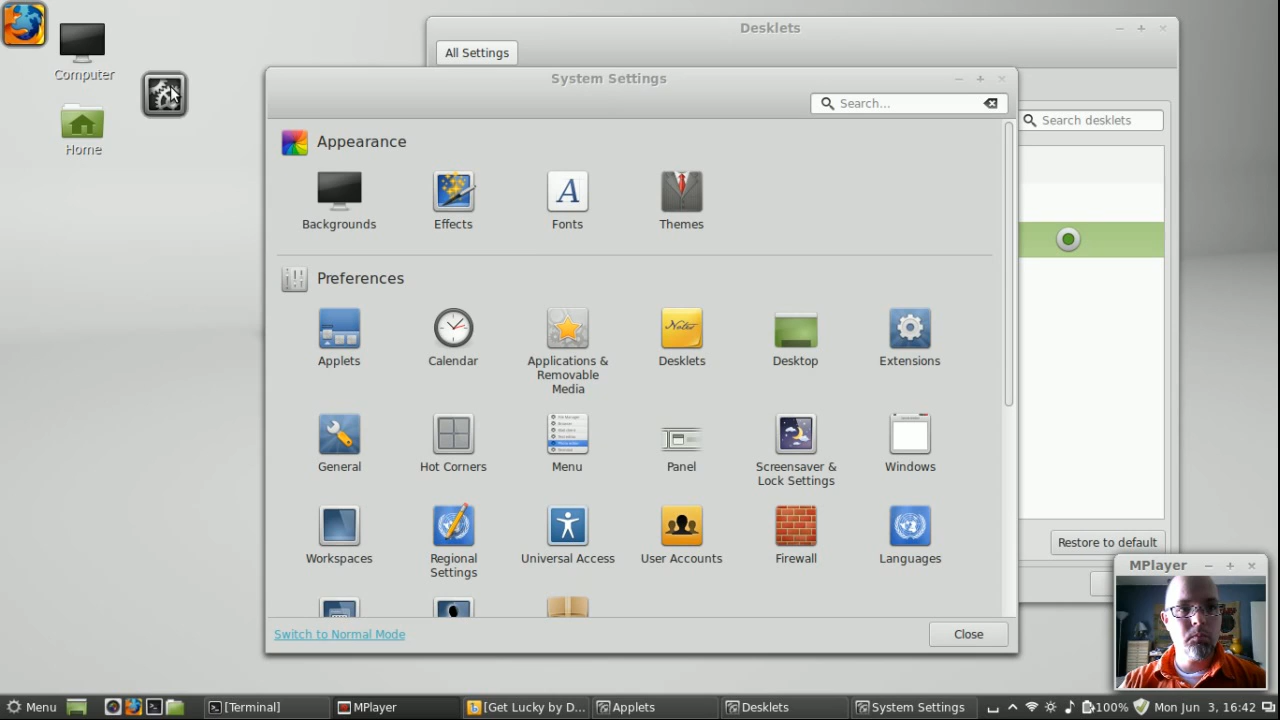 Desklets
All Settings
Computer
System Settings
Search...
Search desklets
Home
Appearance
Backgrounds
Effects
A
Fonts
Themes
Preferences
Notes
Applets
Calendar
Applications &
Removable
Media
Desklets
Desktop
Extensions
General
Hot Corners
Menu
Panel
Screensaver &
Lock Settings
Windows
Workspaces
Regional
Settings
Universal Access
User Accounts
Firewall
Languages
Restore to default
MPlayer
Switch to Normal Mode
Close
Menu
[Terminal]
MPlayer
[Get Lucky by D...
Applets
Desklets
System Settings
100%
Mon Jun 3, 16:42